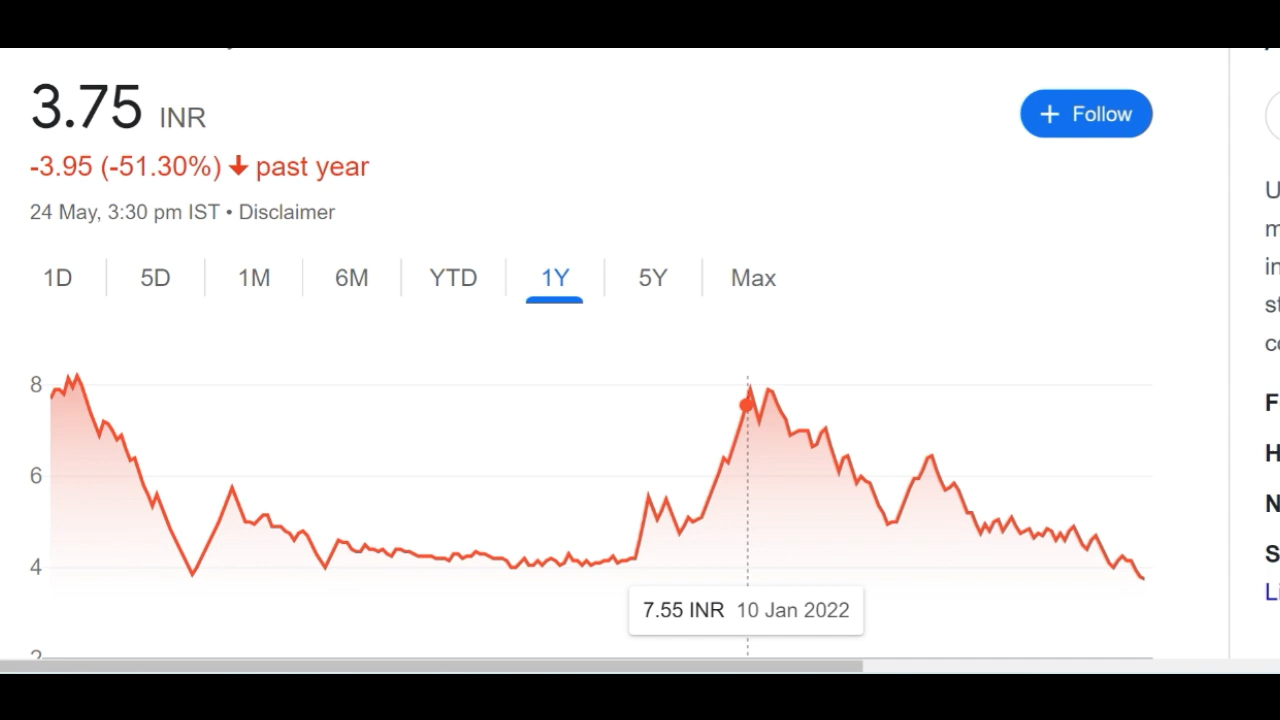 3.75 INR
+ Follow
-3.95 (-51.30%) ↓ past year
24 May, 3:30 pm IST • Disclaimer
1D 5D 1M 6M YTD 1Y 5Y Max
8
6
4
7.55 INR 10 Jan 2022